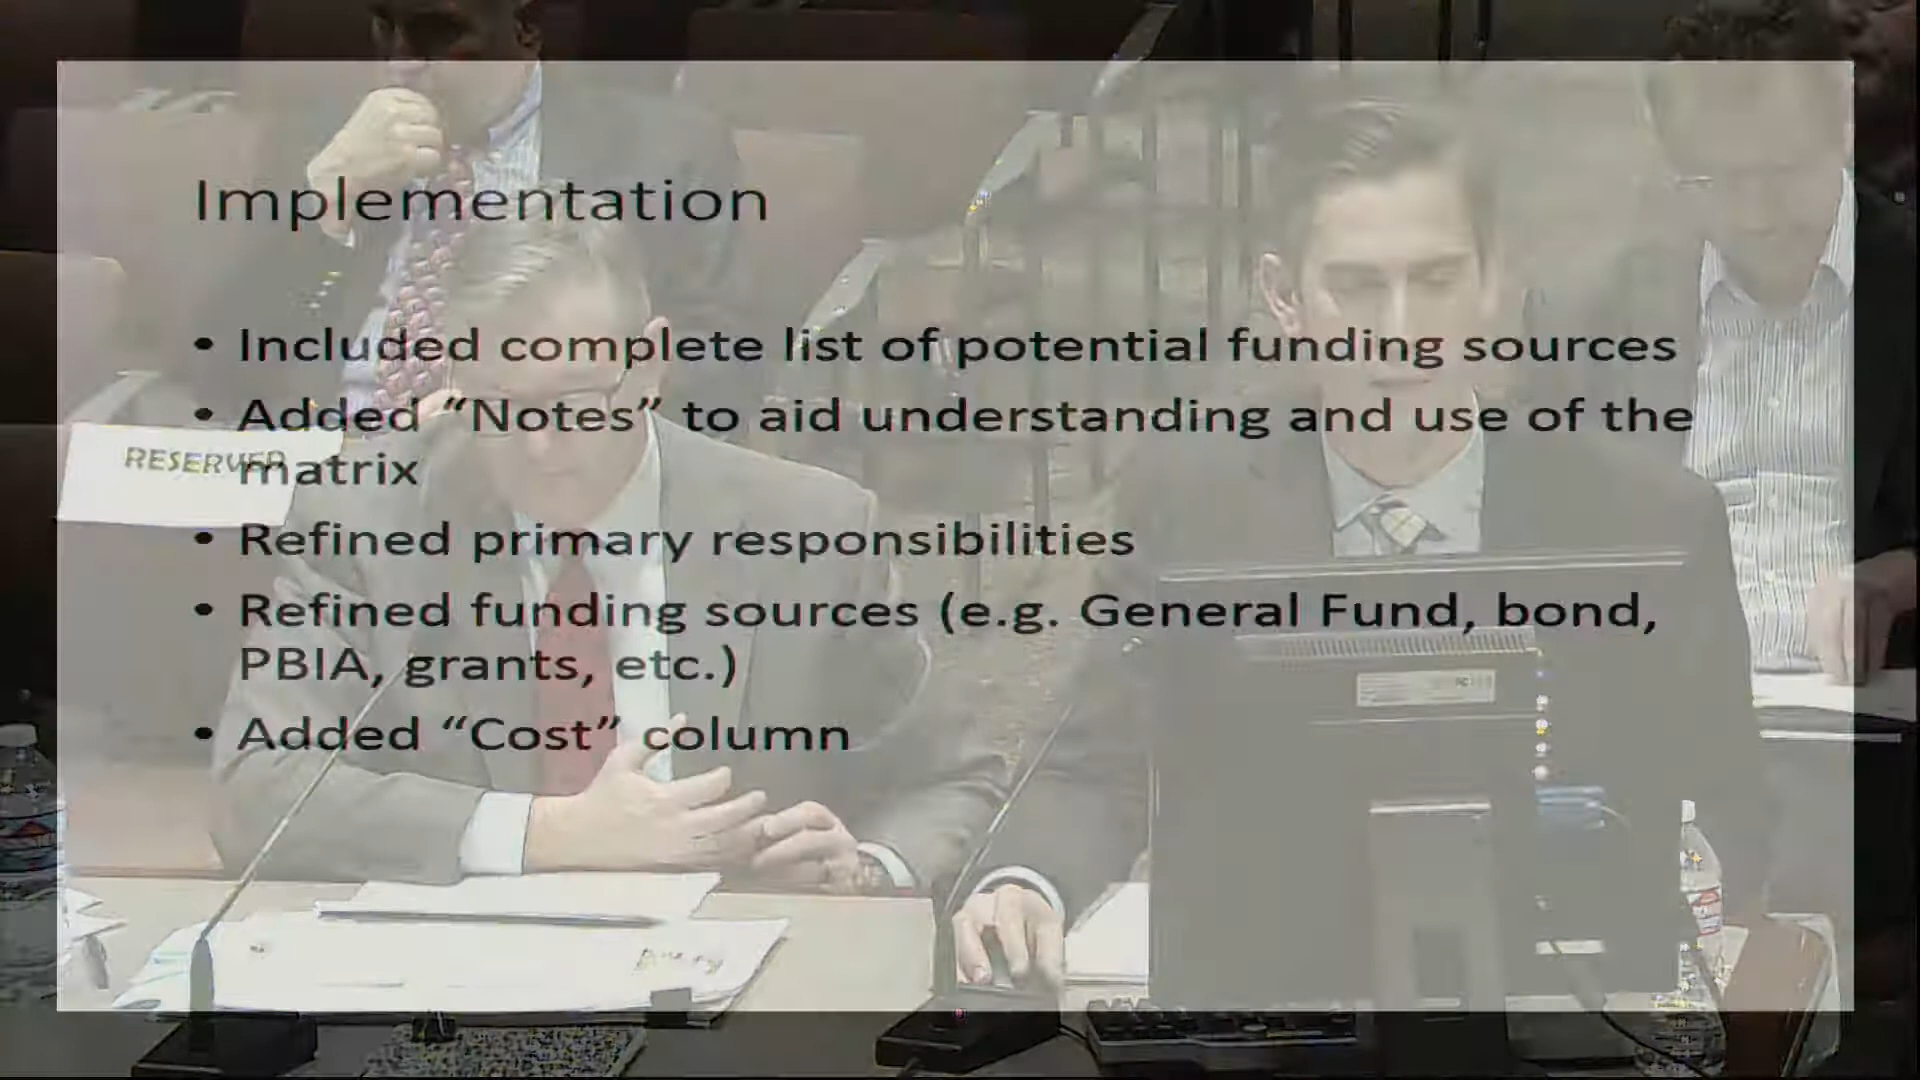 Implementation
• Included complete list of potential funding sources
• Added “Notes” to aid understanding and use of the
matrix
RESERVED
• Refined primary responsibilities
• Refined funding sources (e.g. General Fund, bond,
PBIA, grants, etc.)
• Added “Cost” column